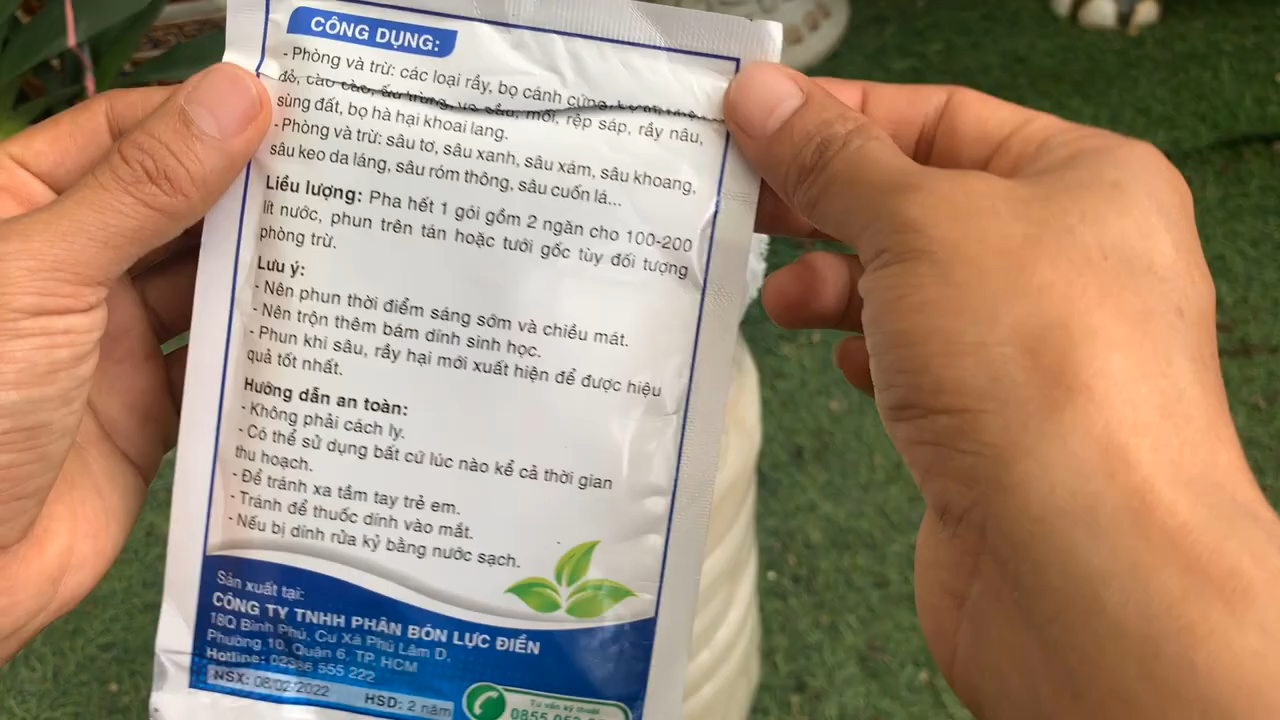 CÔNG DỤNG:
- Phòng và trừ: các loại rầy, bọ cánh cứng,
đỏ, cào cào, ấu trùng, ve sầu, mối, rệp sáp, rầy nâu,
sùng đất, bọ hà hại khoai lang.
- Phòng và trừ: sâu tơ, sâu xanh, sâu xám, sâu khoang,
sâu keo da láng, sâu róm thông, sâu cuốn lá...
Liều lượng: Pha hết 1 gói gồm 2 ngăn cho 100-200
lít nước, phun trên tán hoặc tưới gốc tùy đối tượng
phòng trừ.
Lưu ý:
- Nên phun thời điểm sáng sớm và chiều mát.
- Nên trộn thêm bám dính sinh học.
- Phun khi sâu, rầy hại mới xuất hiện để được hiệu
quả tốt nhất.
Hướng dẫn an toàn:
- Không phải cách ly.
- Có thể sử dụng bất cứ lúc nào kể cả thời gian
thu hoạch.
- Để tránh xa tầm tay trẻ em.
- Tránh để thuốc dính vào mắt.
- Nếu bị dính rửa kỷ bằng nước sạch.
Sản xuất tại:
CÔNG TY TNHH PHÂN BÓN LỰC ĐIỀN
18Q Bình Phú, Cư Xá Phú Lâm D,
Phường 10, Quận 6, TP. HCM
Hotline: 02386 555 222
NSX: 08/02/2022 HSD: 2 năm
Tư vấn kỹ thuật
0855